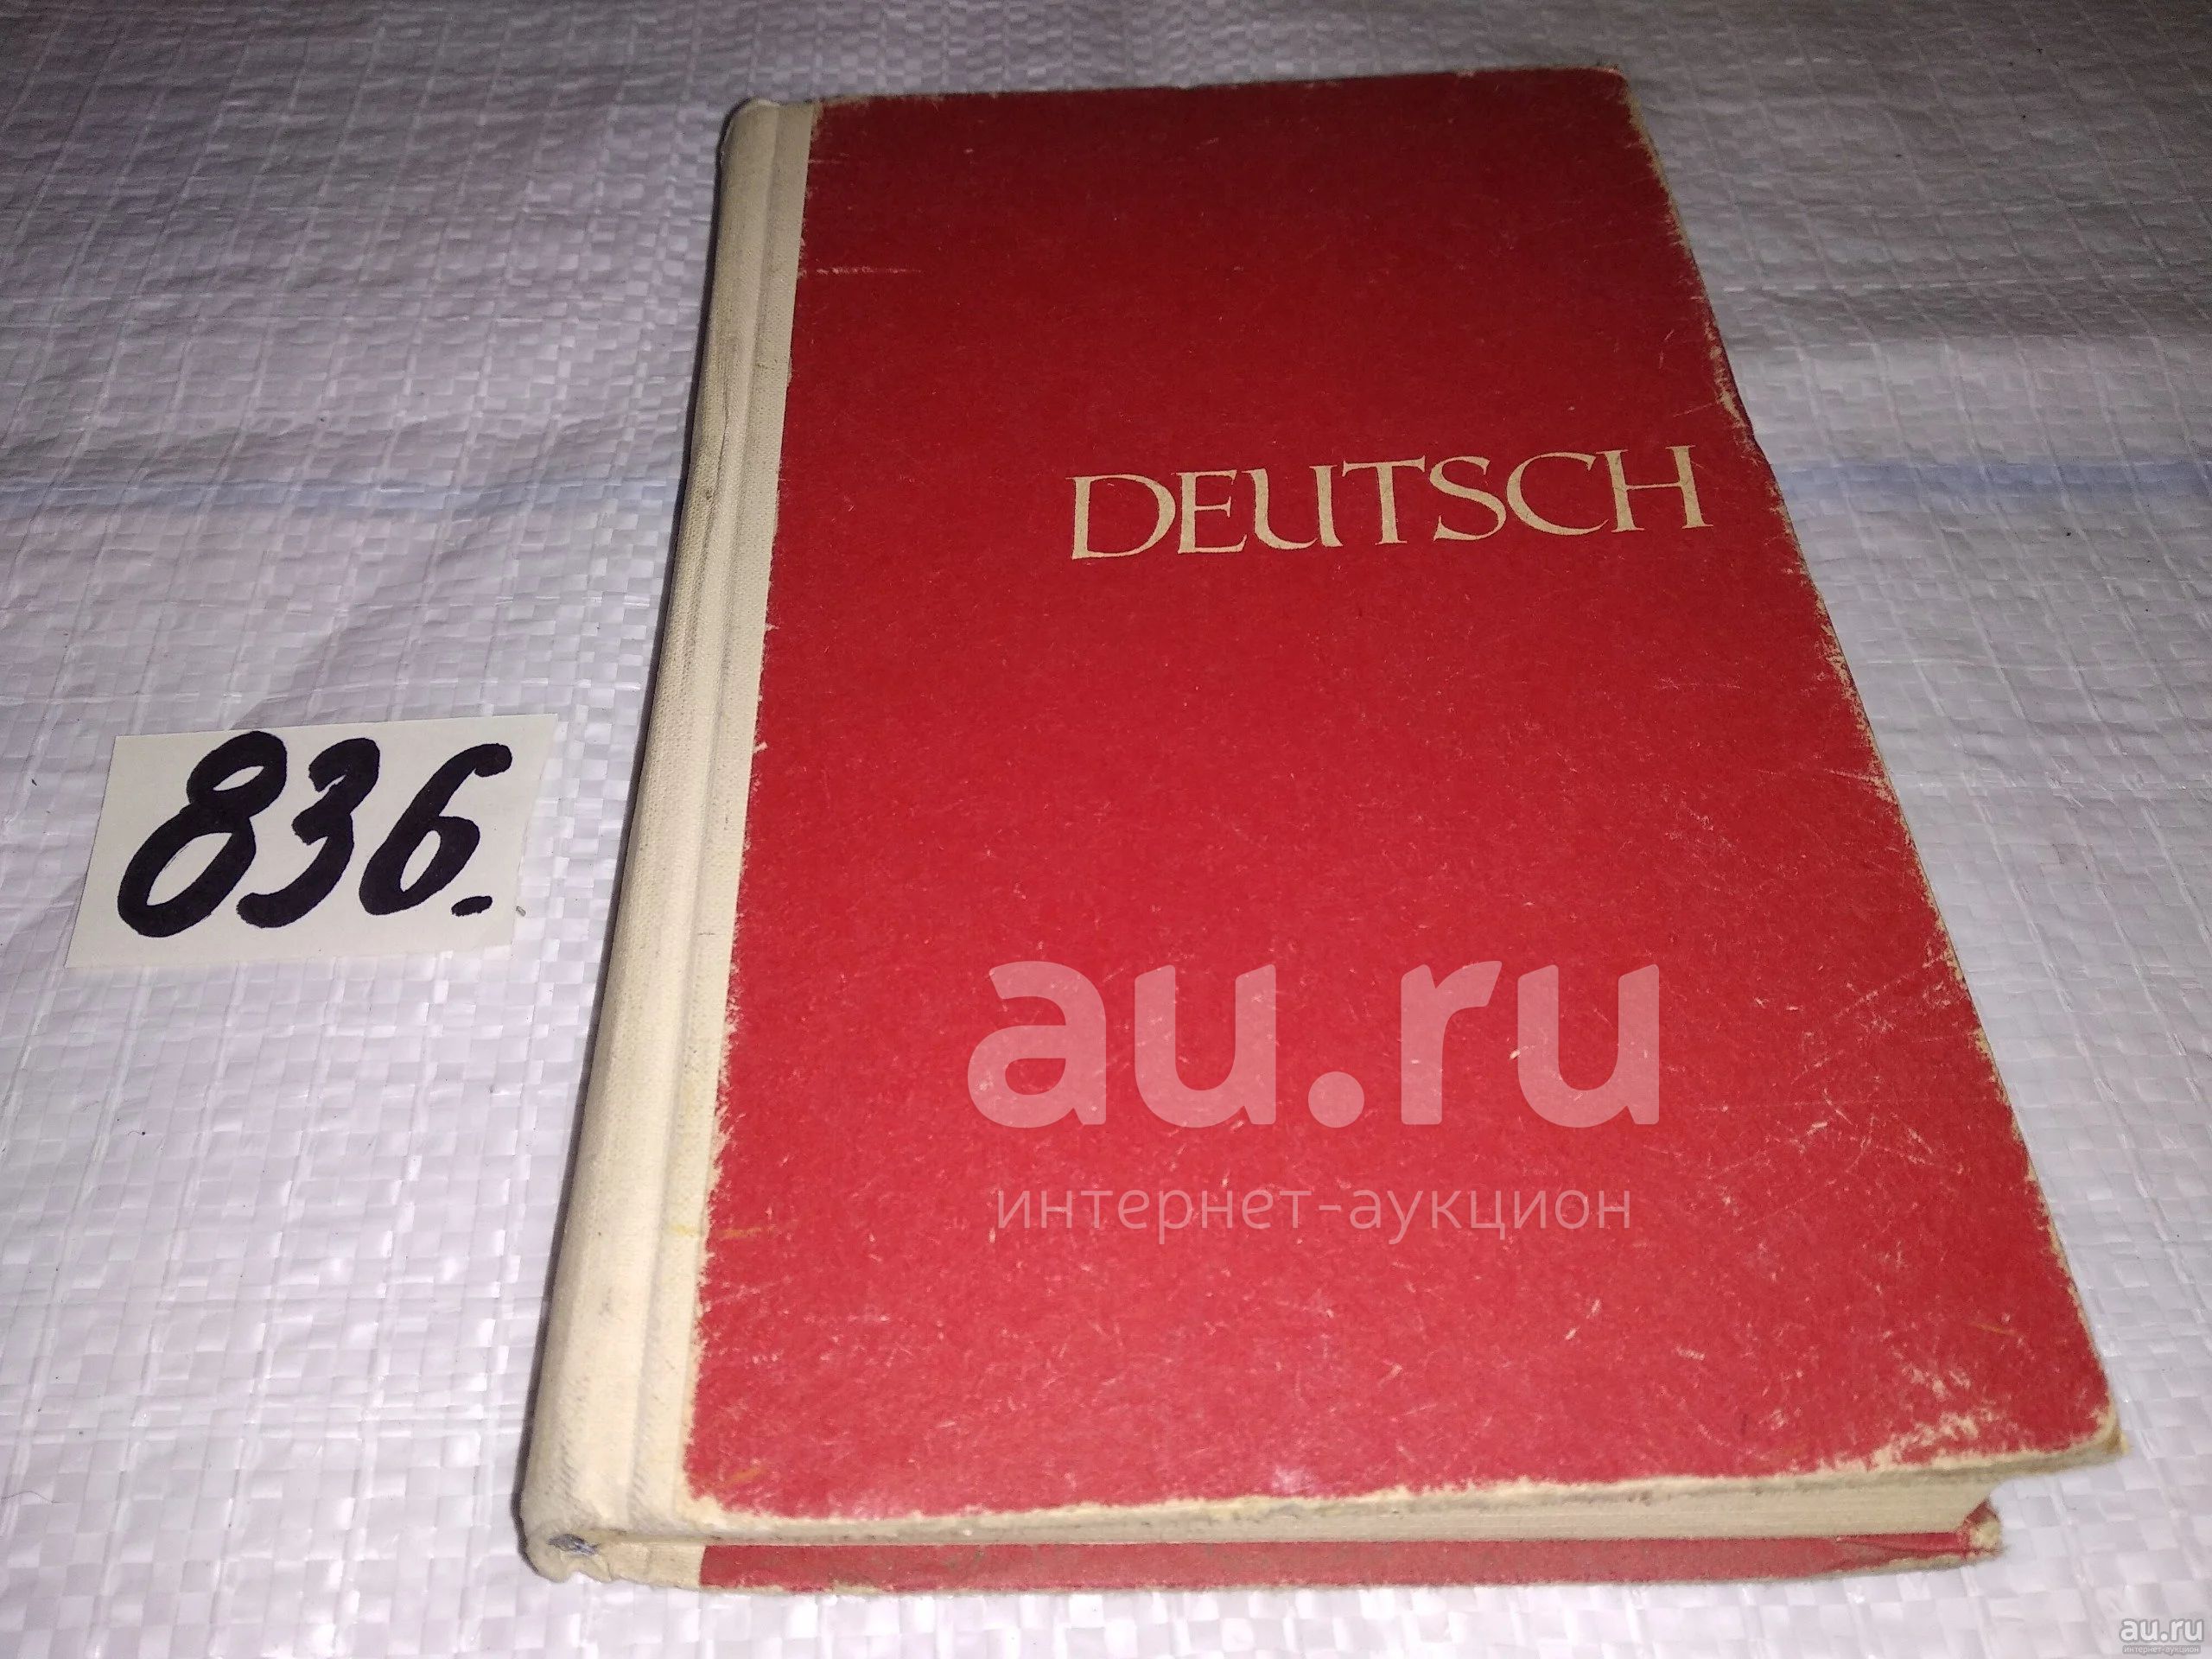 DEUTSCH
836.
au.ru
интернет-аукцион
au.ru
интернет-аукцион